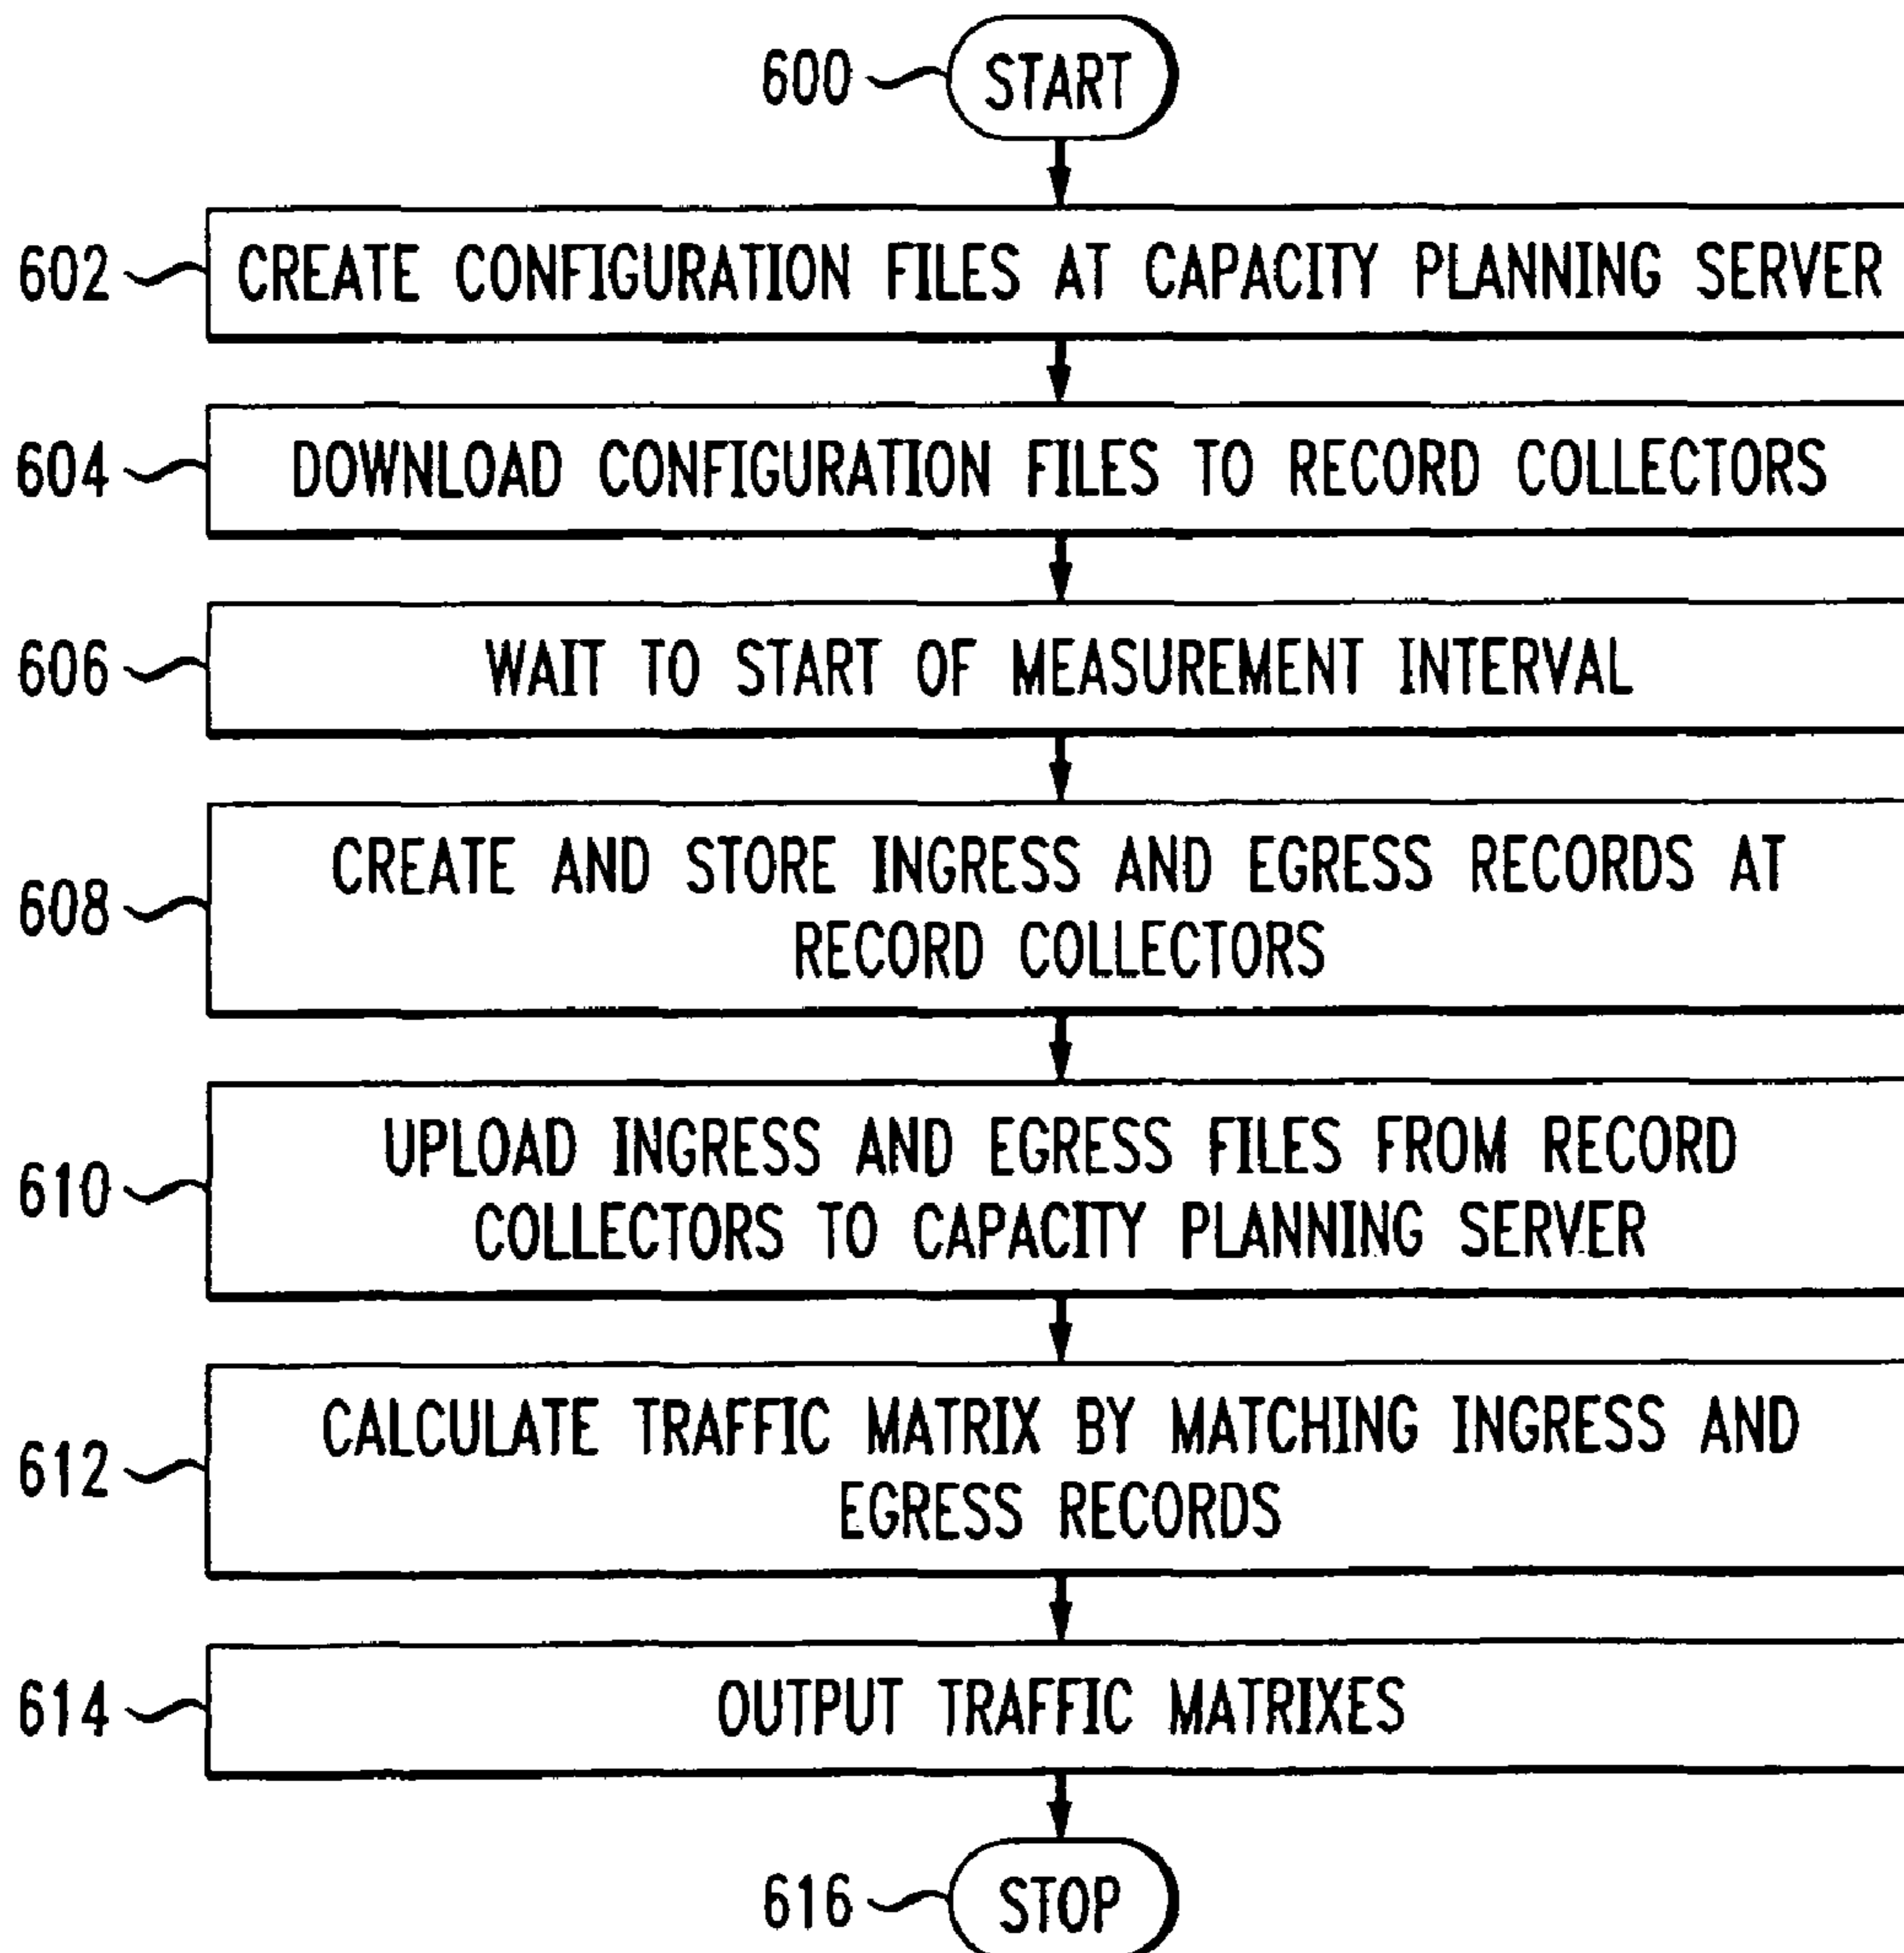 600 START
602 CREATE CONFIGURATION FILES AT CAPACITY PLANNING SERVER
604 DOWNLOAD CONFIGURATION FILES TO RECORD COLLECTORS
606 WAIT TO START OF MEASUREMENT INTERVAL
608 CREATE AND STORE INGRESS AND EGRESS RECORDS AT
RECORD COLLECTORS
610 UPLOAD INGRESS AND EGRESS FILES FROM RECORD
COLLECTORS TO CAPACITY PLANNING SERVER
612 CALCULATE TRAFFIC MATRIX BY MATCHING INGRESS AND
EGRESS RECORDS
614 OUTPUT TRAFFIC MATRIXES
616 STOP